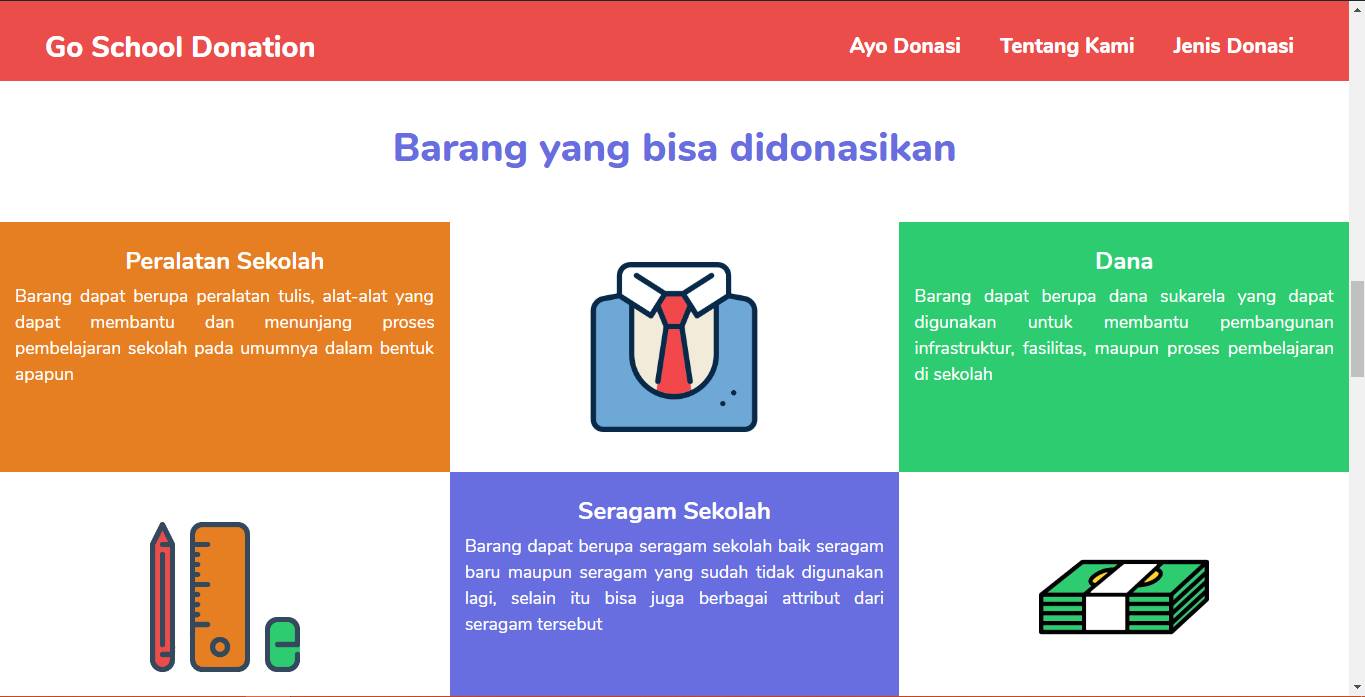 Go School Donation
Ayo Donasi Tentang Kami Jenis Donasi
Barang yang bisa didonasikan
Peralatan Sekolah
Barang dapat berupa peralatan tulis, alat-alat yang
dapat membantu dan menunjang proses
pembelajaran sekolah pada umumnya dalam bentuk
apapun
Dana
Barang dapat berupa dana sukarela yang dapat
digunakan untuk membantu pembangunan
infrastruktur, fasilitas, maupun proses pembelajaran
di sekolah
Seragam Sekolah
Barang dapat berupa seragam sekolah baik seragam
baru maupun seragam yang sudah tidak digunakan
lagi, selain itu bisa juga berbagai attribut dari
seragam tersebut